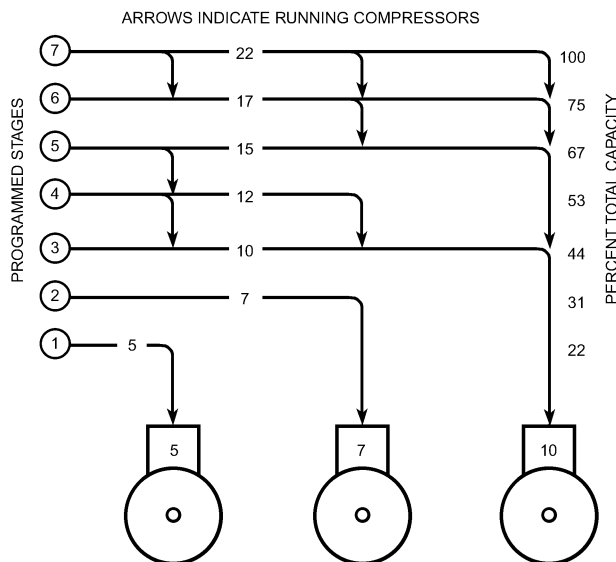 ARROWS INDICATE RUNNING COMPRESSORS
7 22 100
6 17 75
5 15 67
4 12 53
3 10 44
2 7 31
1 5 22
PROGRAMMED STAGES
PERCENT TOTAL CAPACITY
5 7 10